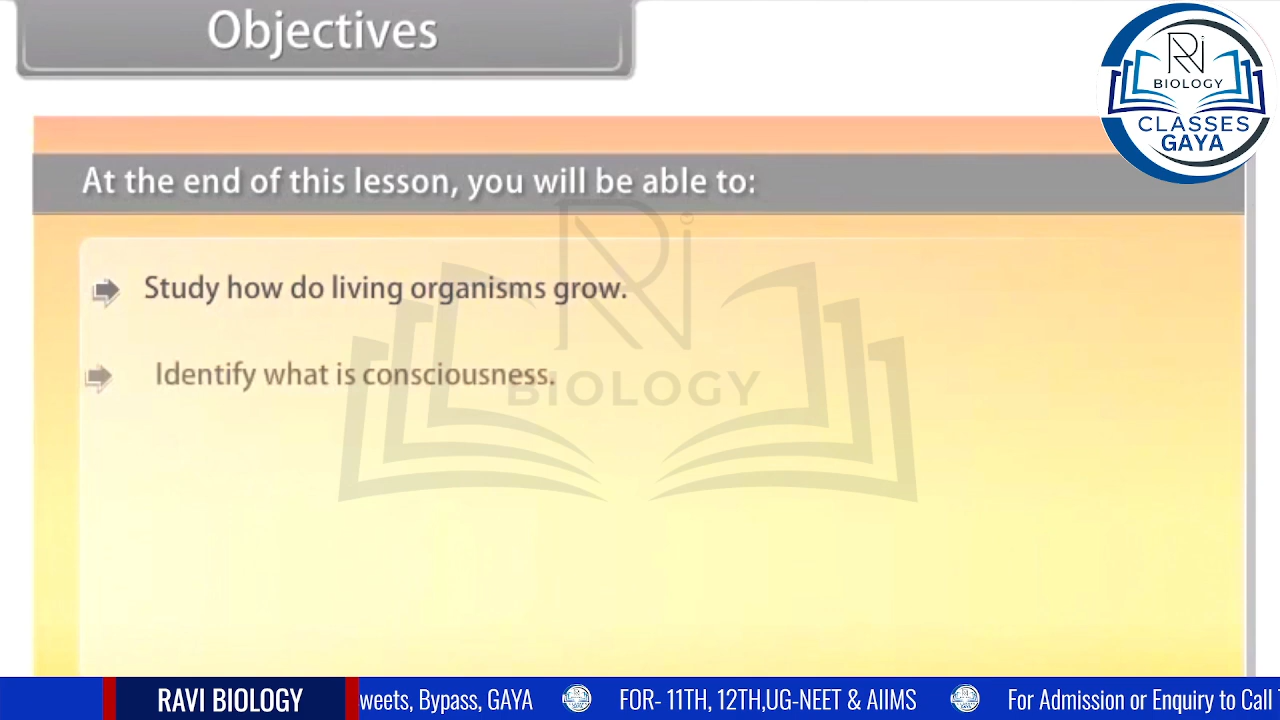 Objectives
RN
BIOLOGY
CLASSES
GAYA
At the end of this lesson, you will be able to:
Study how do living organisms grow.
Identify what is consciousness.
BIOLOGY
RAVI BIOLOGY
weets, Bypass, GAYA
FOR- 11TH, 12TH,UG-NEET & AIIMS
For Admission or Enquiry to Call